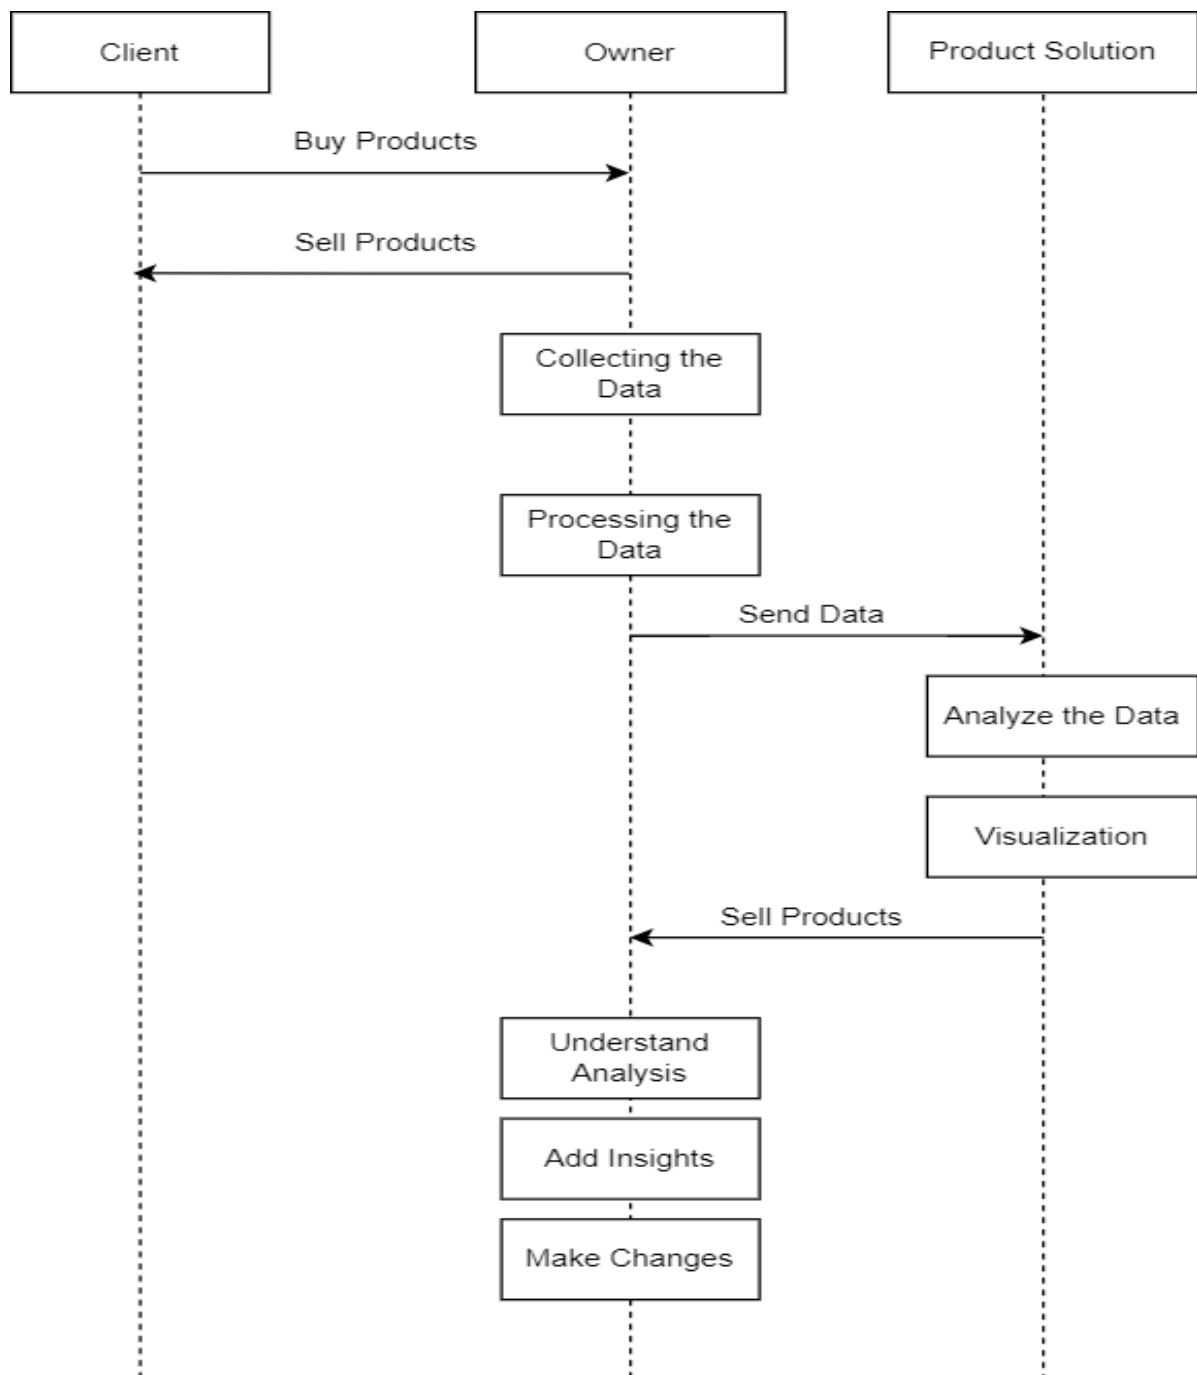 Client
Owner
Product Solution
Buy Products
Sell Products
Collecting the
Data
Processing the
Data
Send Data
Analyze the Data
Visualization
Sell Products
Understand
Analysis
Add Insights
Make Changes